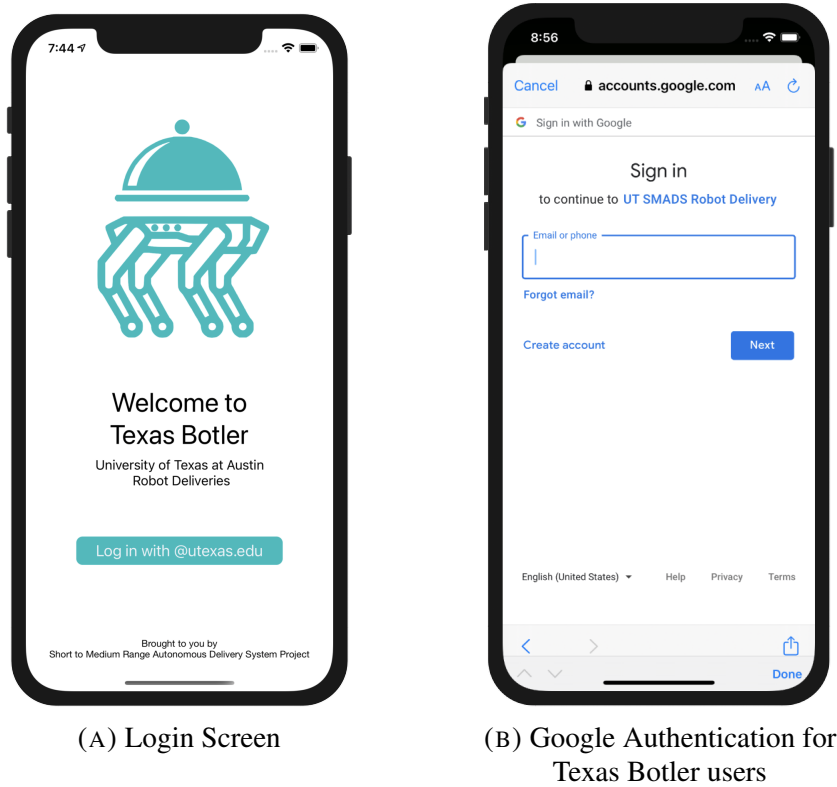 7:44
Welcome to
Texas Botler
University of Texas at Austin
Robot Deliveries
Log in with @utexas.edu
Brought to you by
Short to Medium Range Autonomous Delivery System Project
(A) Login Screen
8:56
Cancel accounts.google.com AA
G Sign in with Google
Sign in
to continue to UT SMADS Robot Delivery
Email or phone
Forgot email?
Create account Next
English (United States) Help Privacy Terms
Done
(B) Google Authentication for
Texas Botler users